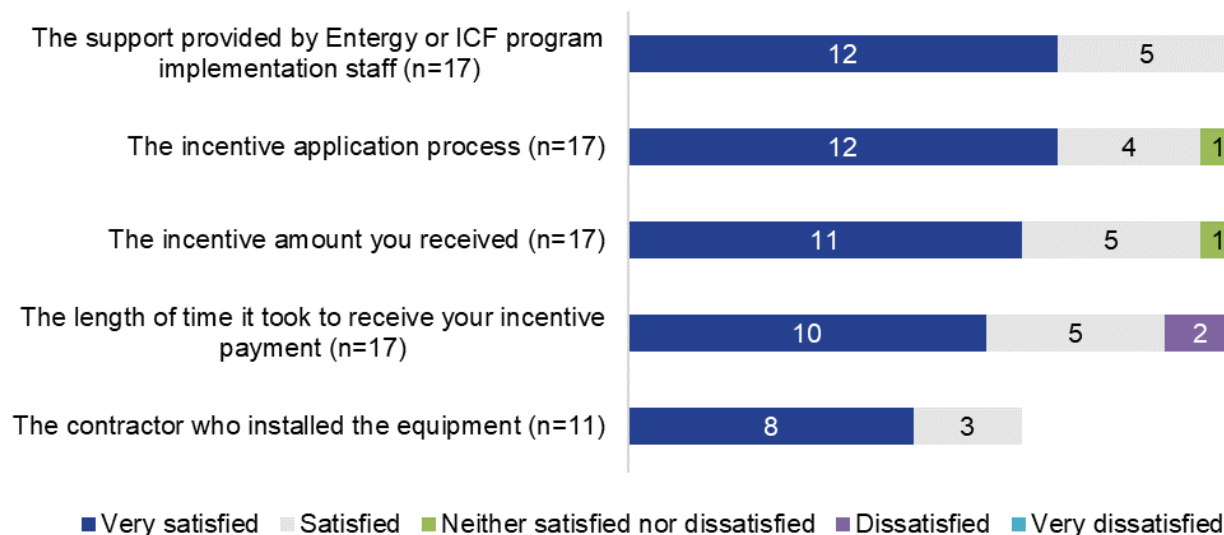 The support provided by Entergy or ICF program
implementation staff (n=17)
12
5
The incentive application process (n=17)
12
4
1
The incentive amount you received (n=17)
11
5
1
The length of time it took to receive your incentive
payment (n=17)
10
5
2
The contractor who installed the equipment (n=11)
8
3
Very satisfied
Satisfied
Neither satisfied nor dissatisfied
Dissatisfied
Very dissatisfied